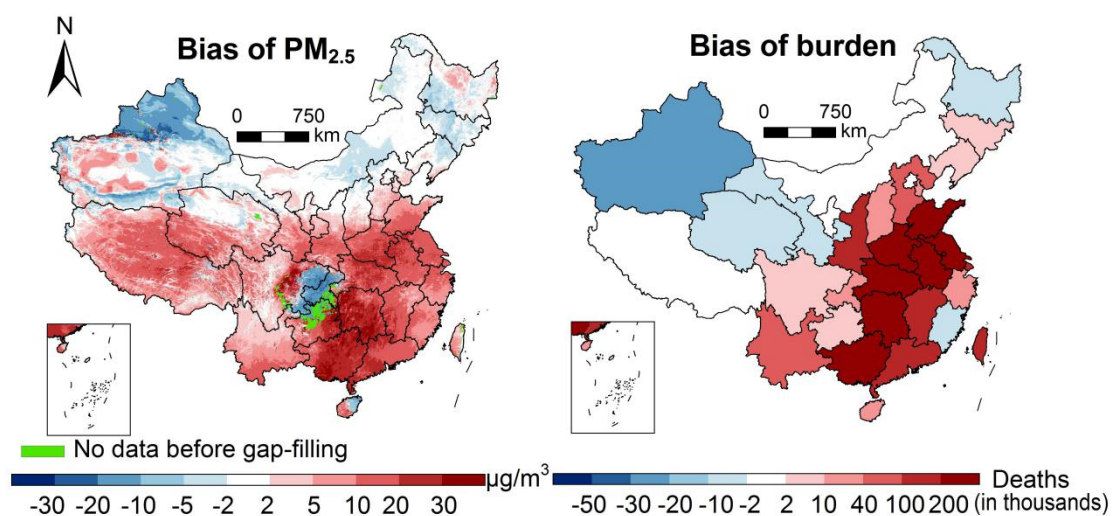 N
Bias of PM2.5
0 750
km
Bias of burden
0 750
km
No data before gap-filling
µg/m³
-30 -20 -10 -5 -2 2 5 10 20 30
Deaths
(in thousands)
-50 -30 -20 -10 -2 2 10 40 100 200